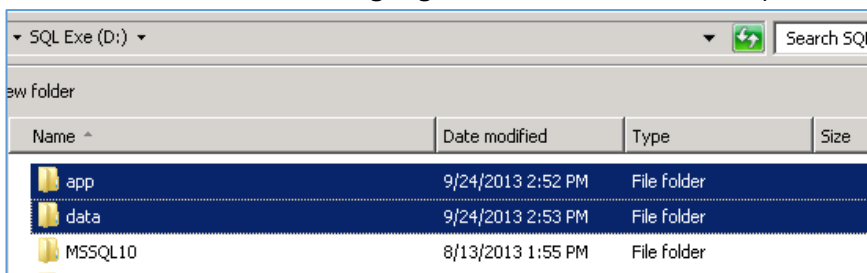 SQL Exe (D:)
Search SQL
ew folder
Name Date modified Type Size
app 9/24/2013 2:52 PM File folder
data 9/24/2013 2:53 PM File folder
MSSQL10 8/13/2013 1:55 PM File folder